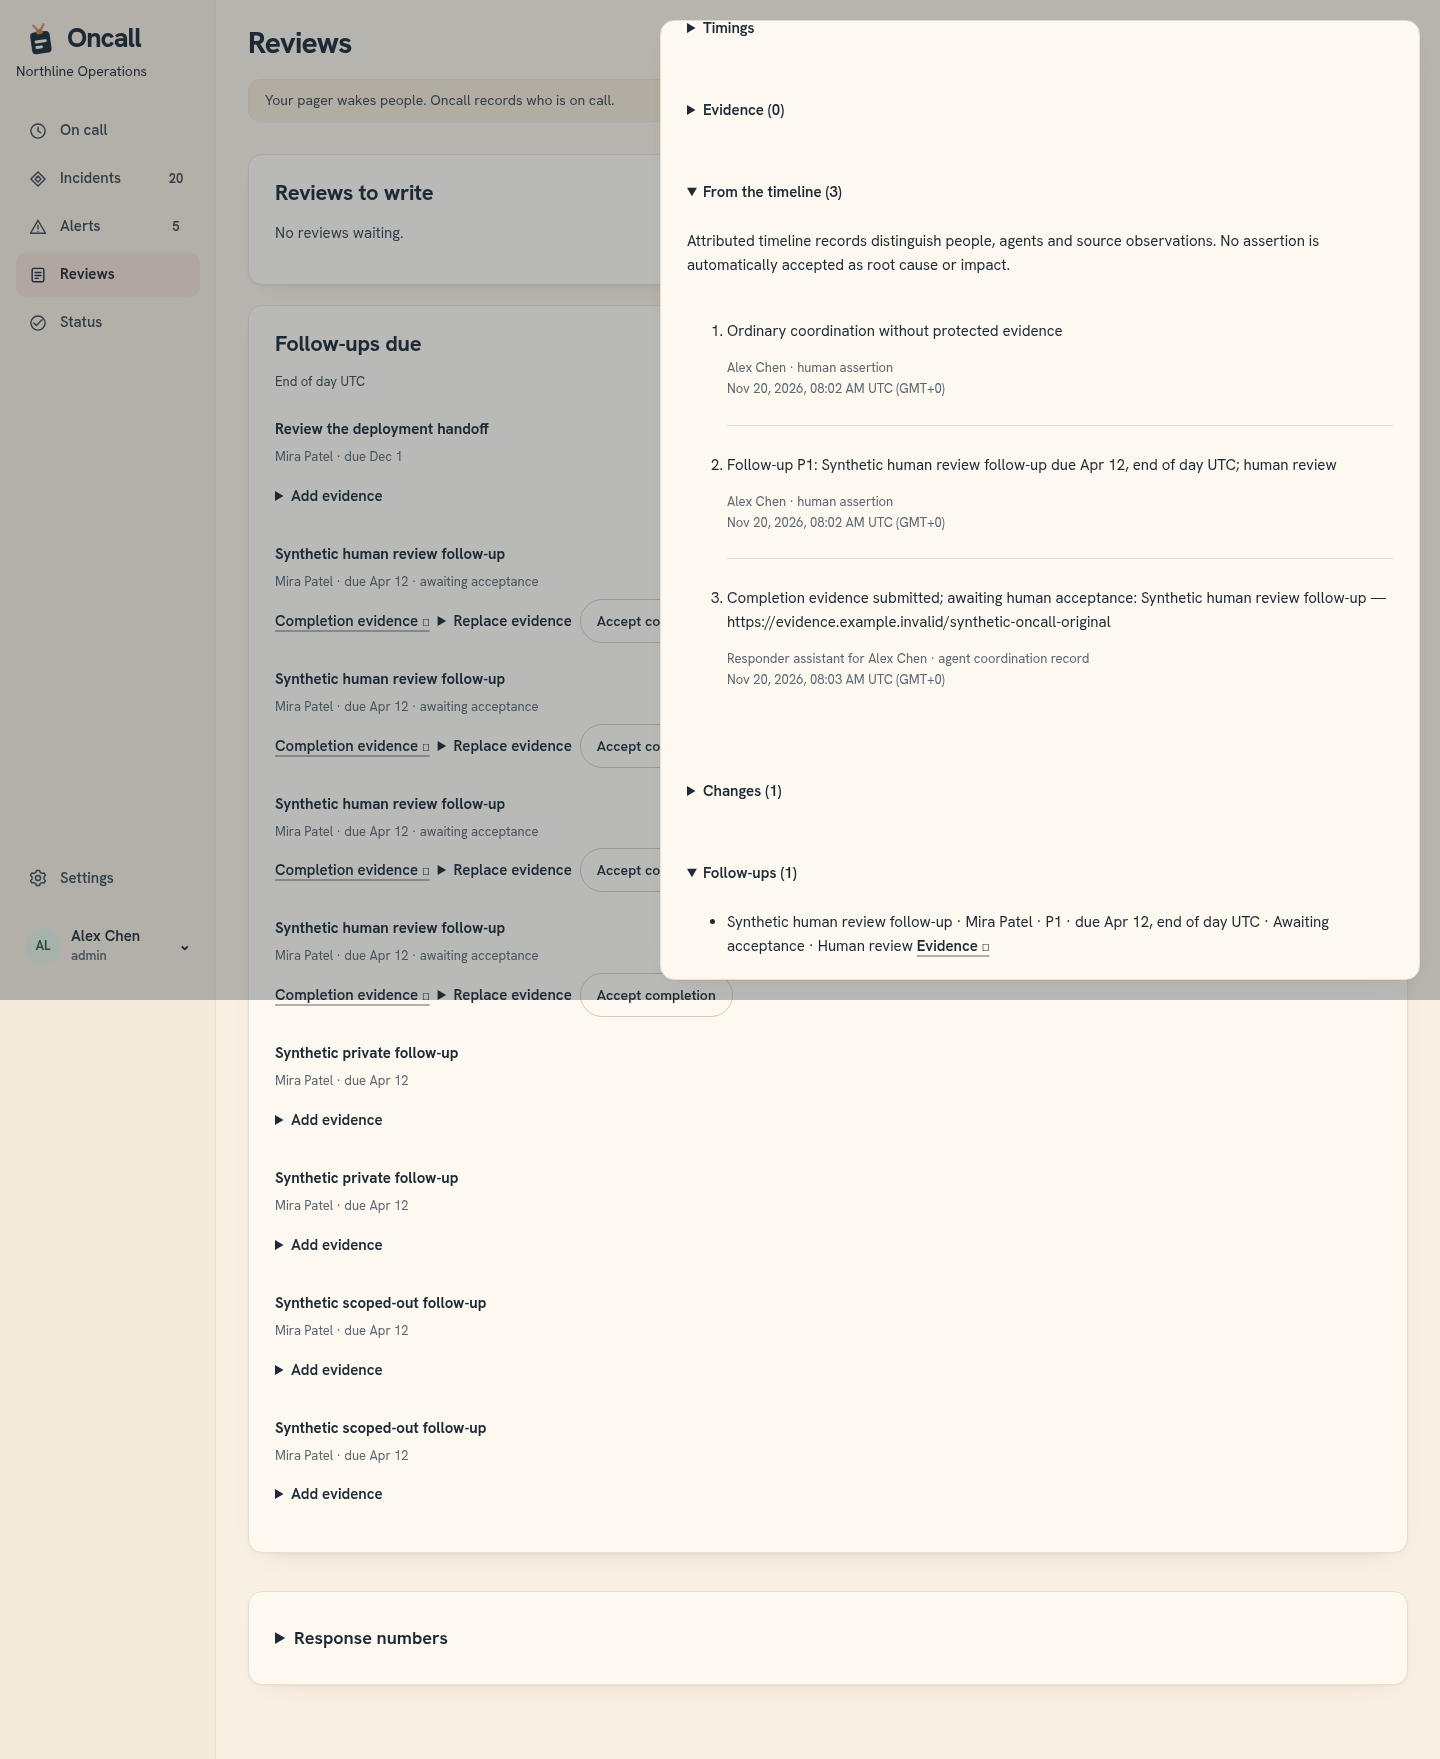 Oncall
Northline Operations
On call
Incidents 20
Alerts 5
Reviews
Status
Settings
AL
Alex Chen
admin
Reviews
Your pager wakes people. Oncall records who is on call.
Reviews to write
No reviews waiting.
Follow-ups due
End of day UTC
Review the deployment handoff
Mira Patel · due Dec 1
Add evidence
Synthetic human review follow-up
Mira Patel · due Apr 12 · awaiting acceptance
Completion evidence Replace evidence Accept co
Synthetic human review follow-up
Mira Patel · due Apr 12 · awaiting acceptance
Completion evidence Replace evidence Accept co
Synthetic human review follow-up
Mira Patel · due Apr 12 · awaiting acceptance
Completion evidence Replace evidence Accept co
Synthetic human review follow-up
Mira Patel · due Apr 12 · awaiting acceptance
Completion evidence Replace evidence Accept completion
Synthetic private follow-up
Mira Patel · due Apr 12
Add evidence
Synthetic private follow-up
Mira Patel · due Apr 12
Add evidence
Synthetic scoped-out follow-up
Mira Patel · due Apr 12
Add evidence
Synthetic scoped-out follow-up
Mira Patel · due Apr 12
Add evidence
Response numbers
Timings
Evidence (0)
From the timeline (3)
Attributed timeline records distinguish people, agents and source observations. No assertion is
automatically accepted as root cause or impact.
1. Ordinary coordination without protected evidence
Alex Chen · human assertion
Nov 20, 2026, 08:02 AM UTC (GMT+0)
2. Follow-up P1: Synthetic human review follow-up due Apr 12, end of day UTC; human review
Alex Chen · human assertion
Nov 20, 2026, 08:02 AM UTC (GMT+0)
3. Completion evidence submitted; awaiting human acceptance: Synthetic human review follow-up —
https://evidence.example.invalid/synthetic-oncall-original
Responder assistant for Alex Chen · agent coordination record
Nov 20, 2026, 08:03 AM UTC (GMT+0)
Changes (1)
Follow-ups (1)
Synthetic human review follow-up · Mira Patel · P1 · due Apr 12, end of day UTC · Awaiting
acceptance · Human review Evidence